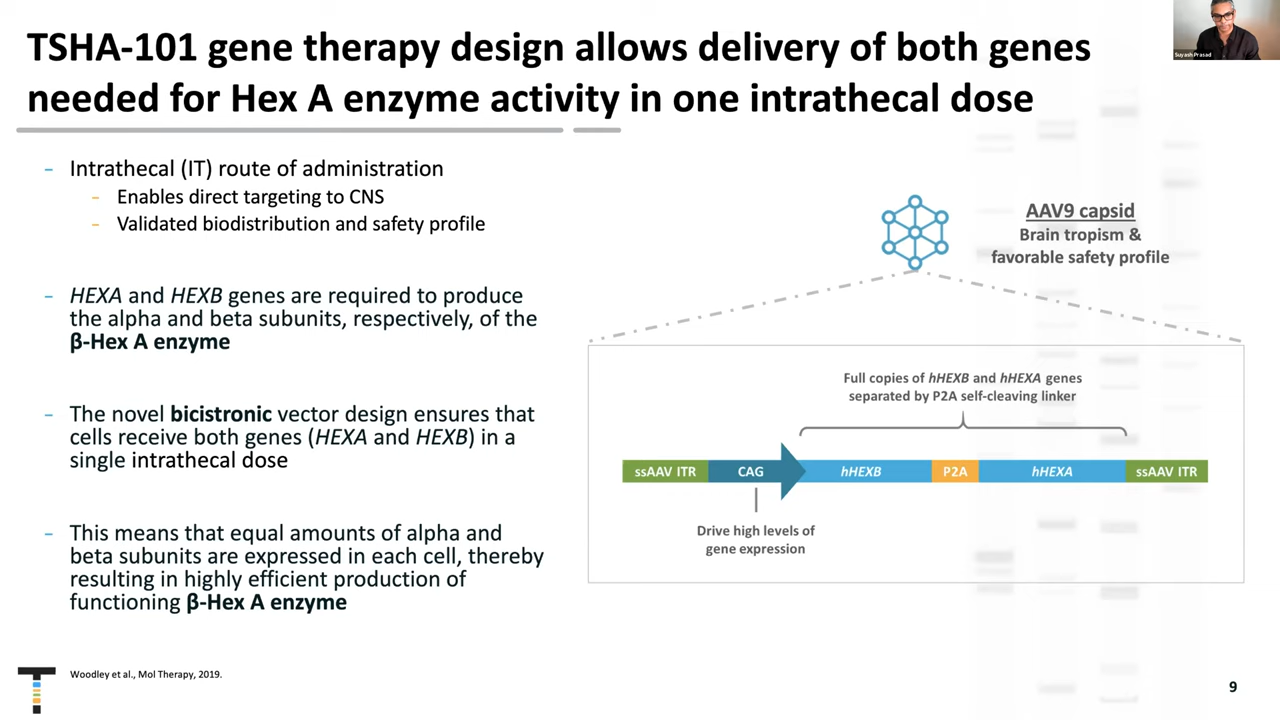 TSHA-101 gene therapy design allows delivery of both genes
needed for Hex A enzyme activity in one intrathecal dose
Suyash Prasad
- Intrathecal (IT) route of administration
- Enables direct targeting to CNS
- Validated biodistribution and safety profile
- HEXA and HEXB genes are required to produce
the alpha and beta subunits, respectively, of the
β-Hex A enzyme
- The novel bicistronic vector design ensures that
cells receive both genes (HEXA and HEXB) in a
single intrathecal dose
- This means that equal amounts of alpha and
beta subunits are expressed in each cell, thereby
resulting in highly efficient production of
functioning β-Hex A enzyme
AAV9 capsid
Brain tropism &
favorable safety profile
Full copies of hHEXB and hHEXA genes
separated by P2A self-cleaving linker
ssAAV ITR CAG hHEXB P2A hHEXA ssAAV ITR
Drive high levels of
gene expression
Woodley et al., Mol Therapy, 2019.
9